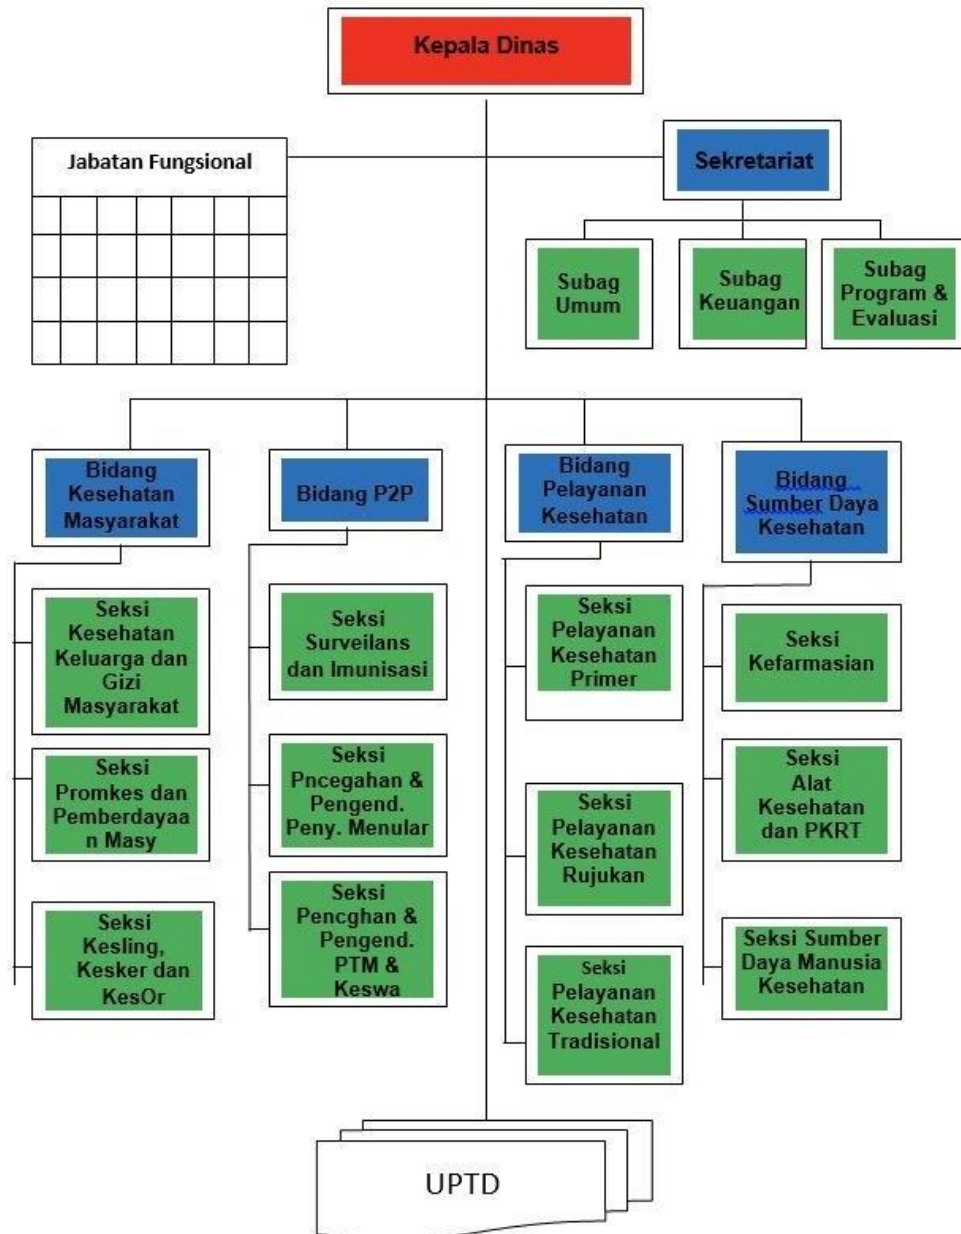 Kepala Dinas
Jabatan Fungsional
Sekretariat
Subag
Umum
Subag
Keuangan
Subag
Program &
Evaluasi
Bidang
Kesehatan
Masyarakat
Bidang P2P
Bidang
Pelayanan
Kesehatan
Bidang
Sumber Daya
Kesehatan
Seksi
Kesehatan
Keluarga dan
Gizi
Masyarakat
Seksi
Promkes dan
Pemberdayaa
n Masy
Seksi
Kesling,
Kesker dan
KesOr
Seksi
Surveilans
dan Imunisasi
Seksi
Pncegahan &
Pengend.
Peny. Menular
Seksi
Pencghan &
Pengend.
PTM &
Keswa
Seksi
Pelayanan
Kesehatan
Primer
Seksi
Pelayanan
Kesehatan
Rujukan
Seksi
Pelayanan
Kesehatan
Tradisional
Seksi
Kefarmasian
Seksi
Alat
Kesehatan
dan PKRT
Seksi Sumber
Daya Manusia
Kesehatan
UPTD